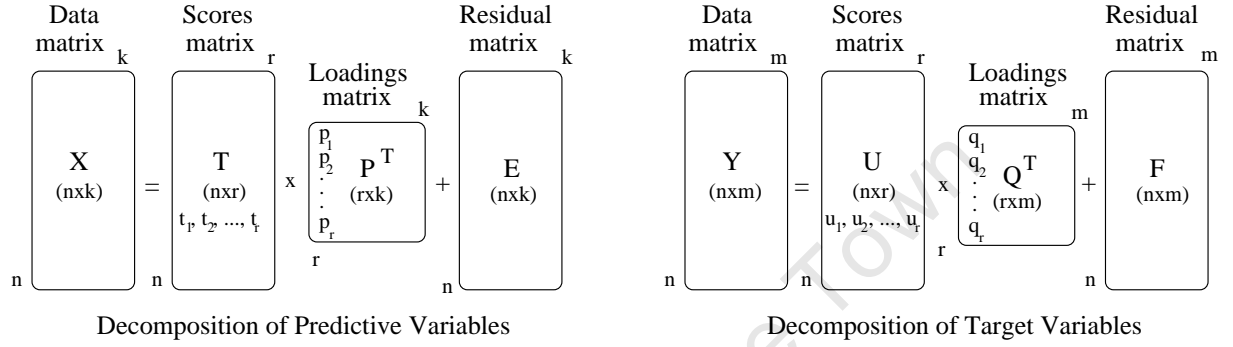 Data matrix
Scores matrix
Residual matrix
k
r
k
Loadings matrix
k
X
(nxk)
=
T
(nxr)
t1, t2, ..., tr
x
p1
p2
.
.
pr
P^T
(rxk)
+
E
(nxk)
n
n
r
n
Decomposition of Predictive Variables
Data matrix
Scores matrix
Residual matrix
m
r
m
Loadings matrix
m
Y
(nxm)
=
U
(nxr)
u1, u2, ..., ur
x
q1
q2
.
.
qr
Q^T
(rxm)
+
F
(nxm)
n
n
r
n
Decomposition of Target Variables
e Town